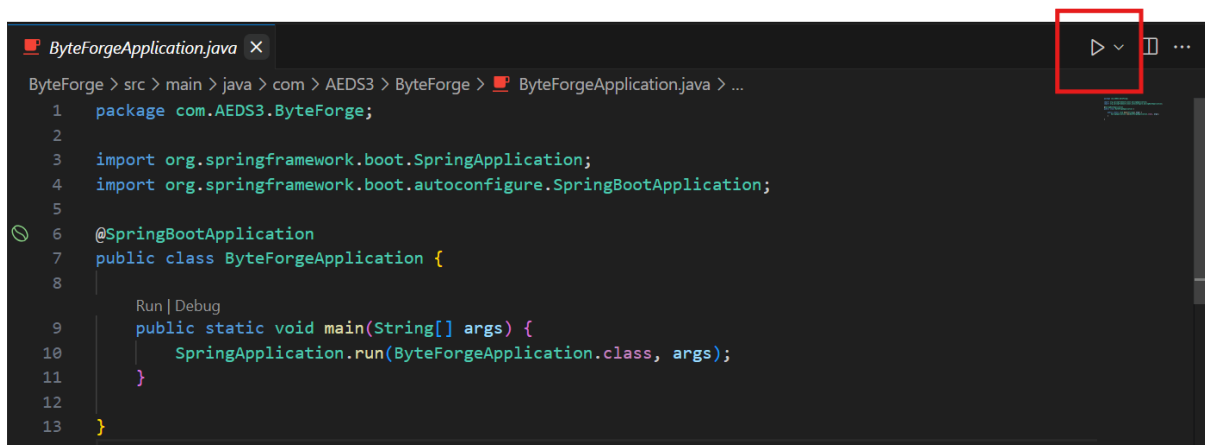 ByteForgeApplication.java
ByteForge > src > main > java > com > AEDS3 > ByteForge > ByteForgeApplication.java > ...
1 package com.AEDS3.ByteForge;
2
3 import org.springframework.boot.SpringApplication;
4 import org.springframework.boot.autoconfigure.SpringBootApplication;
5
6 @SpringBootApplication
7 public class ByteForgeApplication {
8
Run | Debug
9 public static void main(String[] args) {
10 SpringApplication.run(ByteForgeApplication.class, args);
11 }
12
13 }